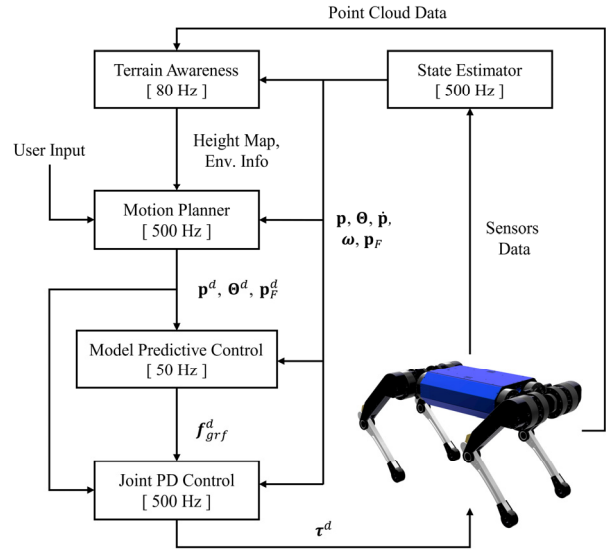 Point Cloud Data
Terrain Awareness
[ 80 Hz ]
State Estimator
[ 500 Hz ]
User Input
Height Map,
Env. Info
Motion Planner
[ 500 Hz ]
𝐩, 𝚯, 𝐩̇,
𝝎, 𝐩_F
Sensors
Data
𝐩^d, 𝚯^d, 𝐩_F^d
Model Predictive Control
[ 50 Hz ]
𝒇_grf^d
Joint PD Control
[ 500 Hz ]
𝝉^d